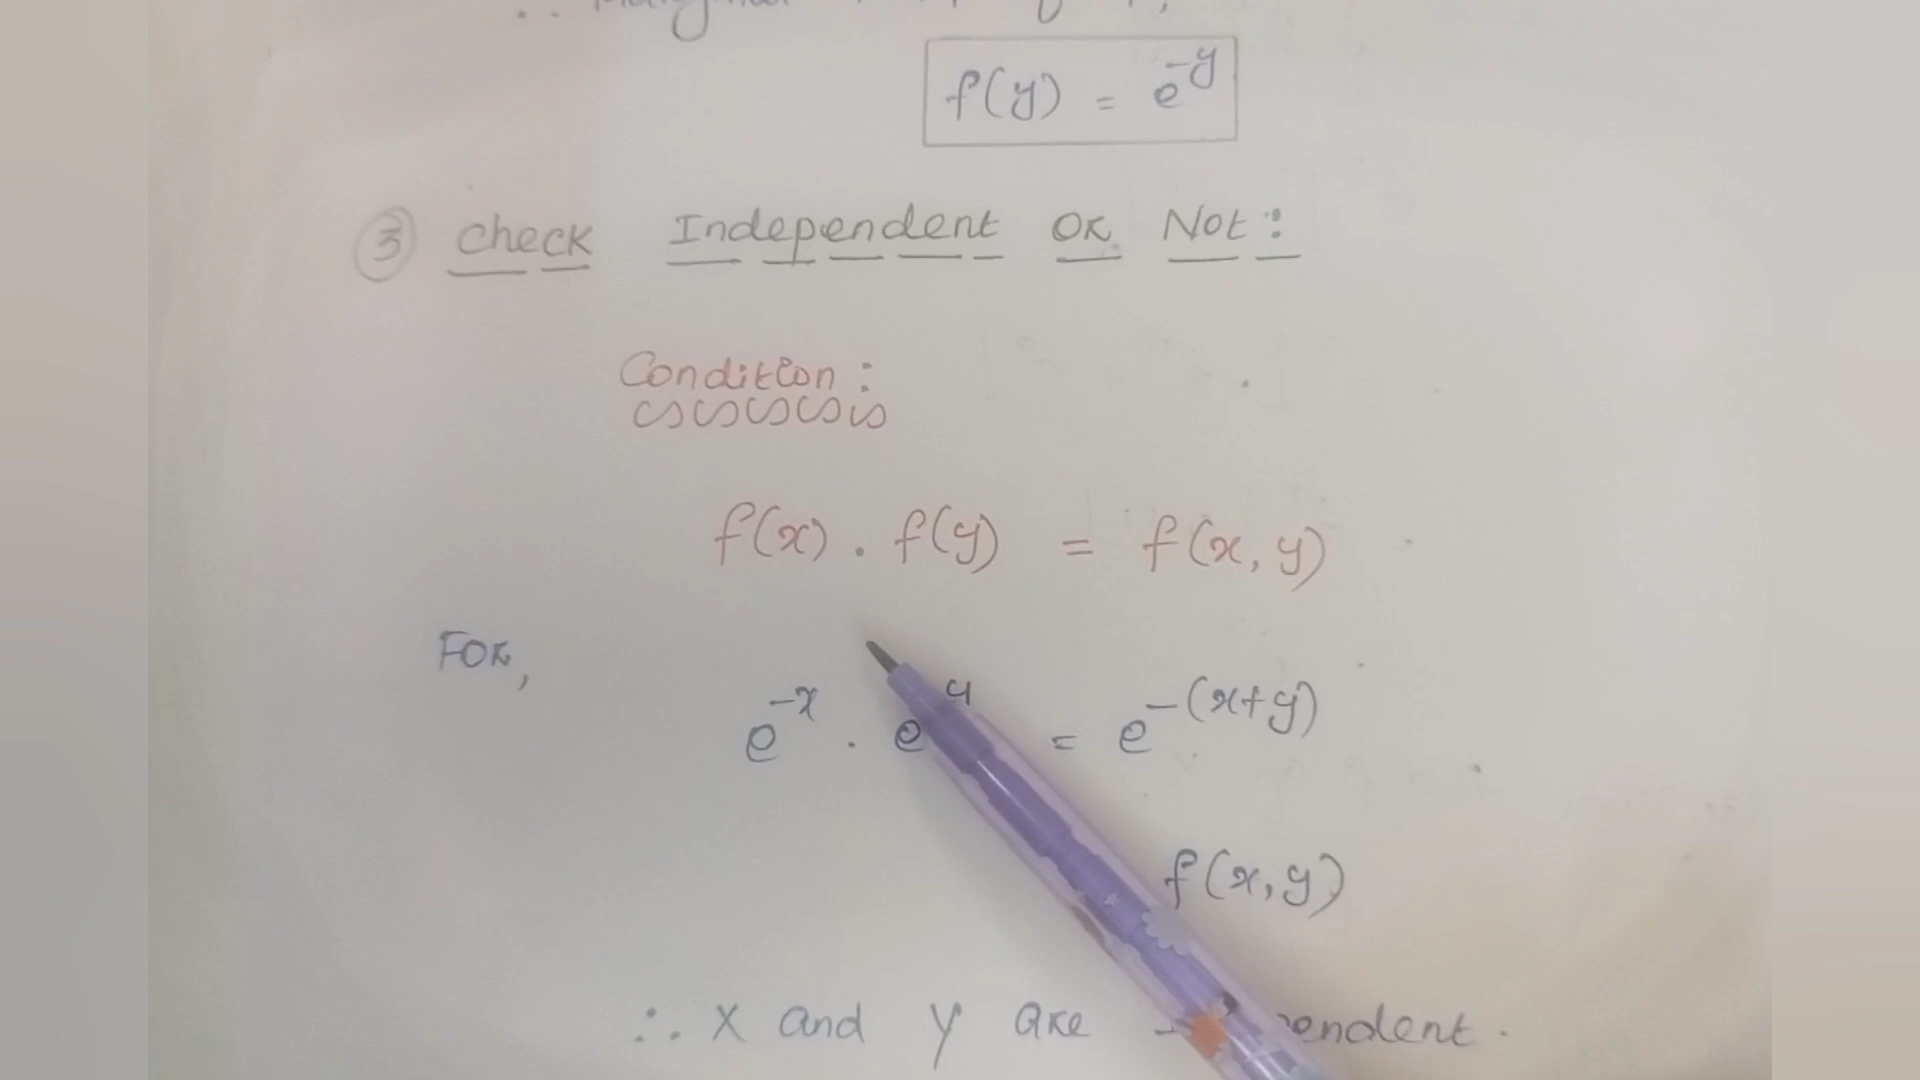 f(y) = e^-y
③ Check Independent Or Not:
Condition:
f(x) . f(y) = f(x, y)
For,
e^-x . e^y = e^-(x+y)
f(x, y)
∴ X and Y are